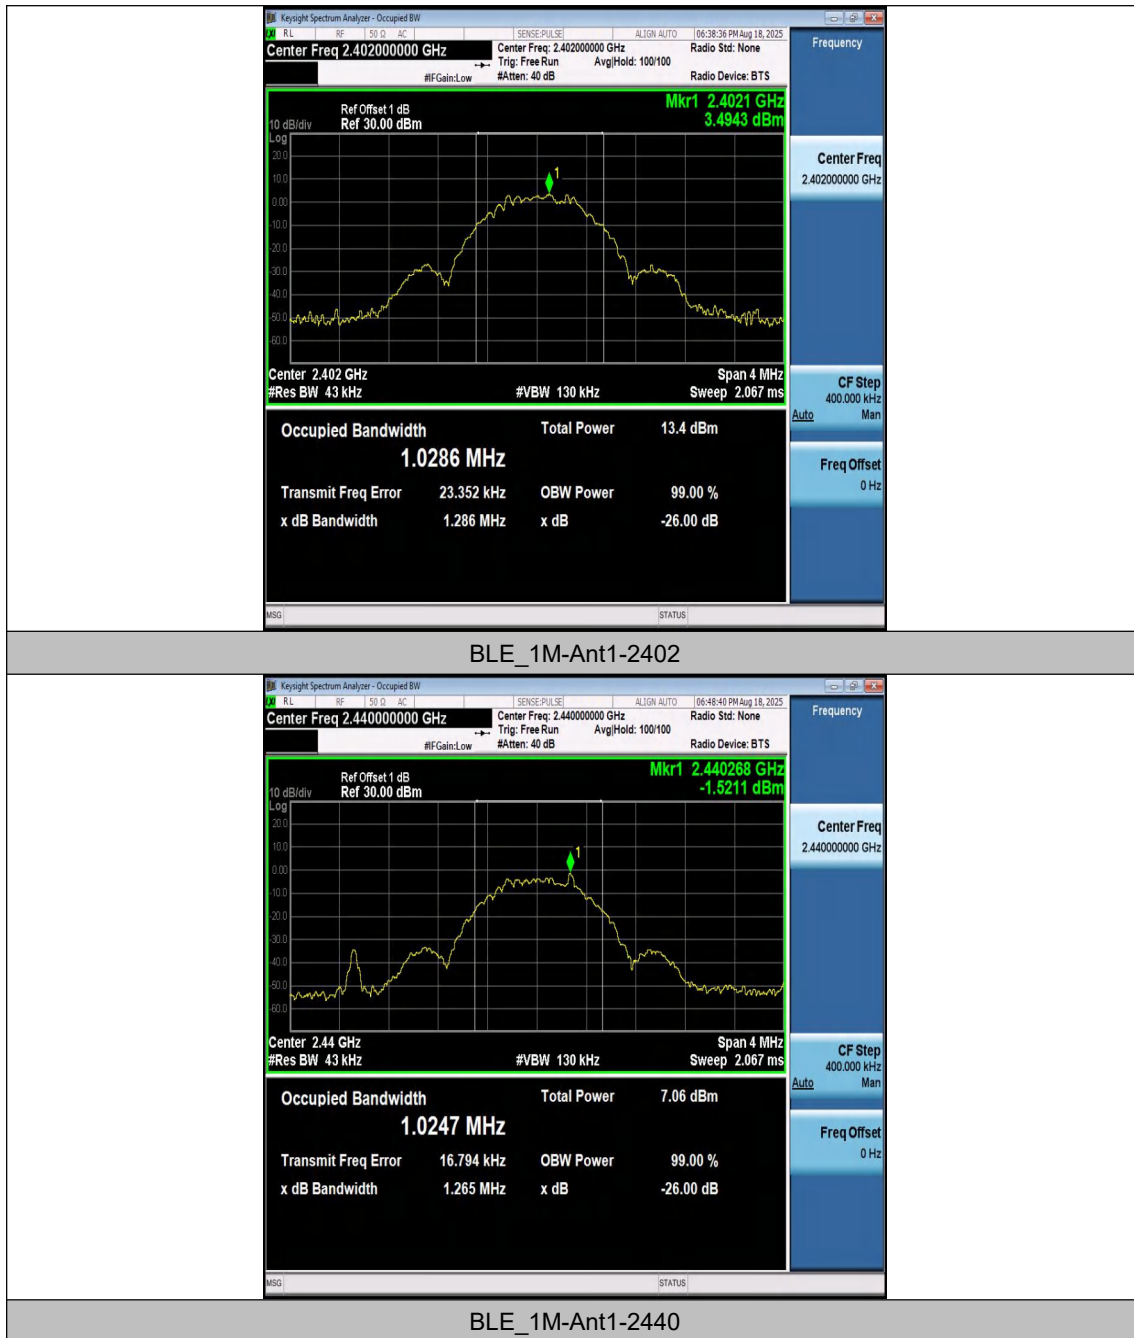 Keysight Spectrum Analyzer - Occupied BW
RL RF 50 Ω AC SENSE:PULSE ALIGN AUTO 06:38:36 PM Aug 18, 2025
Center Freq 2.402000000 GHz Center Freq: 2.402000000 GHz Radio Std: None Frequency
Trig: Free Run Avg|Hold: 100/100
#IFGain:Low #Atten: 40 dB Radio Device: BTS
Mkr1 2.4021 GHz
3.4943 dBm
Ref Offset 1 dB
10 dB/div Ref 30.00 dBm
Log
20.0
10.0
0.00
-10.0
-20.0
-30.0
-40.0
-50.0
-60.0
1
Center Freq
2.402000000 GHz
Center 2.402 GHz Span 4 MHz
#Res BW 43 kHz #VBW 130 kHz Sweep 2.067 ms
CF Step
400.000 kHz
Auto Man
Occupied Bandwidth Total Power 13.4 dBm
1.0286 MHz
Transmit Freq Error 23.352 kHz OBW Power 99.00 %
x dB Bandwidth 1.286 MHz x dB -26.00 dB
Freq Offset
0 Hz
MSG STATUS
BLE_1M-Ant1-2402
Keysight Spectrum Analyzer - Occupied BW
RL RF 50 Ω AC SENSE:PULSE ALIGN AUTO 06:48:40 PM Aug 18, 2025
Center Freq 2.440000000 GHz Center Freq: 2.440000000 GHz Radio Std: None Frequency
Trig: Free Run Avg|Hold: 100/100
#IFGain:Low #Atten: 40 dB Radio Device: BTS
Mkr1 2.440268 GHz
-1.5211 dBm
Ref Offset 1 dB
10 dB/div Ref 30.00 dBm
Log
20.0
10.0
0.00
-10.0
-20.0
-30.0
-40.0
-50.0
-60.0
1
Center Freq
2.440000000 GHz
Center 2.44 GHz Span 4 MHz
#Res BW 43 kHz #VBW 130 kHz Sweep 2.067 ms
CF Step
400.000 kHz
Auto Man
Occupied Bandwidth Total Power 7.06 dBm
1.0247 MHz
Transmit Freq Error 16.794 kHz OBW Power 99.00 %
x dB Bandwidth 1.265 MHz x dB -26.00 dB
Freq Offset
0 Hz
MSG STATUS
BLE_1M-Ant1-2440